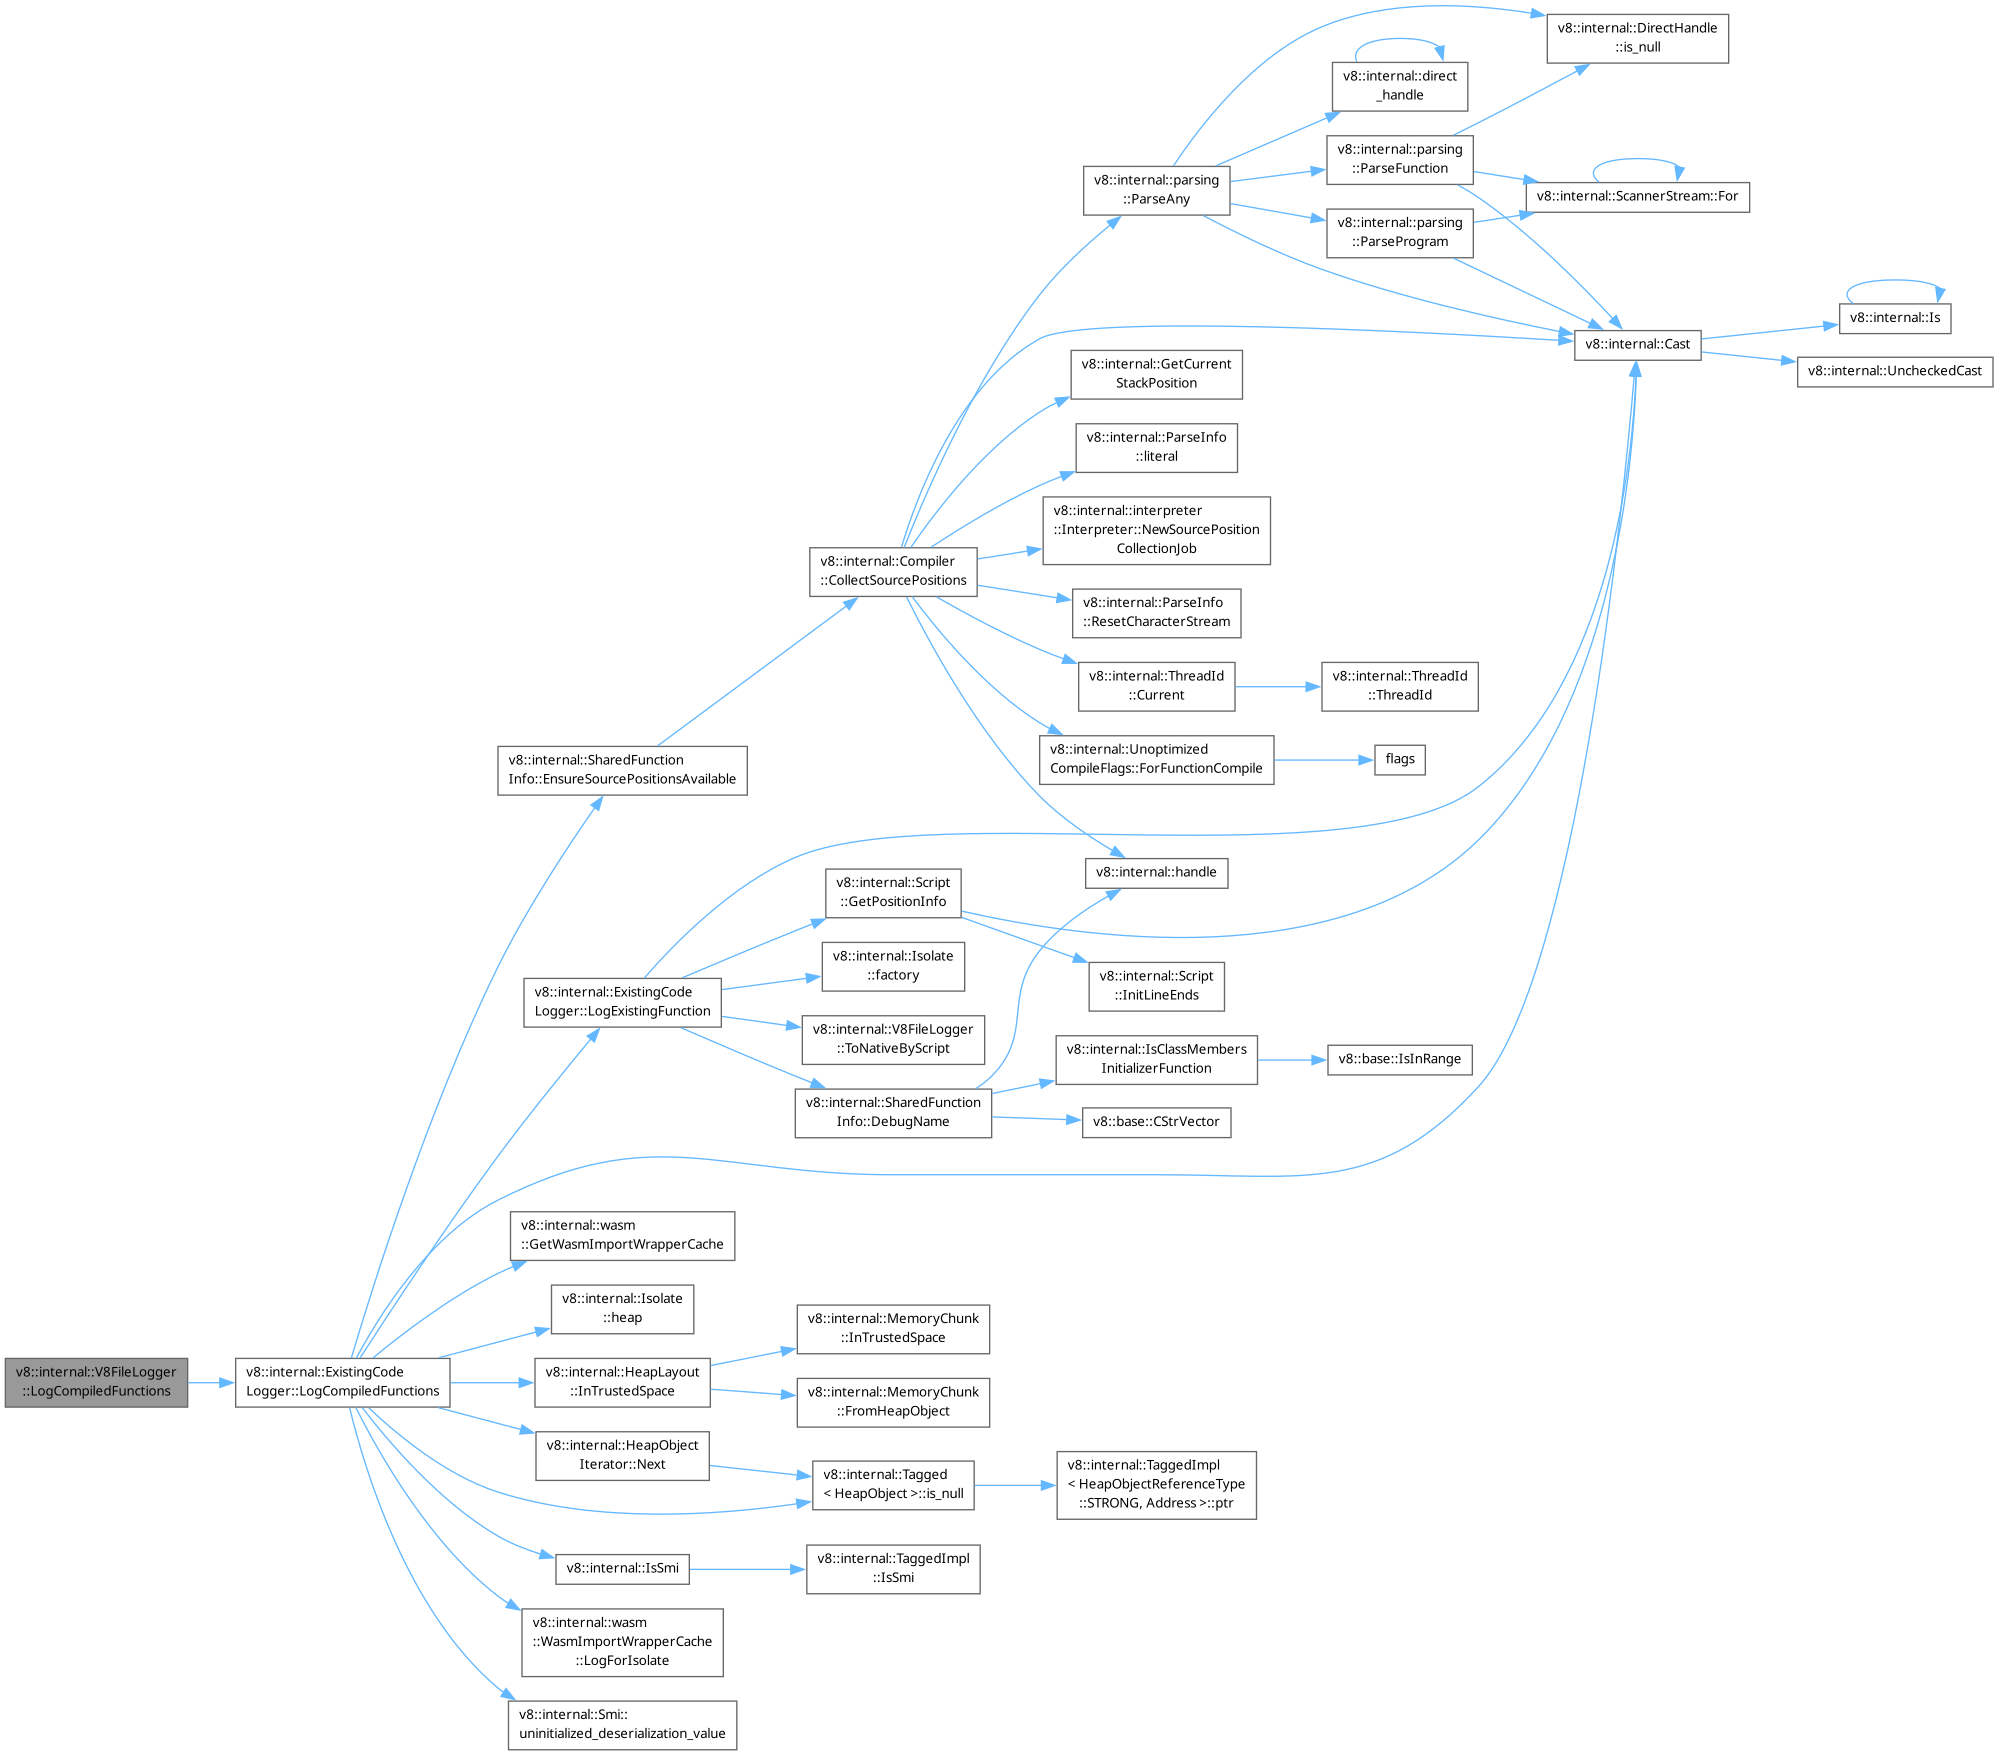 v8::internal::V8FileLogger
::LogCompiledFunctions
v8::internal::ExistingCode
Logger::LogCompiledFunctions
v8::internal::SharedFunction
Info::EnsureSourcePositionsAvailable
v8::internal::Compiler
::CollectSourcePositions
v8::internal::parsing
::ParseAny
v8::internal::DirectHandle
::is_null
v8::internal::direct
_handle
v8::internal::parsing
::ParseFunction
v8::internal::ScannerStream::For
v8::internal::parsing
::ParseProgram
v8::internal::Cast
v8::internal::Is
v8::internal::UncheckedCast
v8::internal::GetCurrent
StackPosition
v8::internal::ParseInfo
::literal
v8::internal::interpreter
::Interpreter::NewSourcePosition
CollectionJob
v8::internal::ParseInfo
::ResetCharacterStream
v8::internal::ThreadId
::Current
v8::internal::ThreadId
::ThreadId
v8::internal::Unoptimized
CompileFlags::ForFunctionCompile
flags
v8::internal::handle
v8::internal::ExistingCode
Logger::LogExistingFunction
v8::internal::Script
::GetPositionInfo
v8::internal::Script
::InitLineEnds
v8::internal::Isolate
::factory
v8::internal::V8FileLogger
::ToNativeByScript
v8::internal::SharedFunction
Info::DebugName
v8::internal::IsClassMembers
InitializerFunction
v8::base::IsInRange
v8::base::CStrVector
v8::internal::wasm
::GetWasmImportWrapperCache
v8::internal::Isolate
::heap
v8::internal::HeapLayout
::InTrustedSpace
v8::internal::MemoryChunk
::InTrustedSpace
v8::internal::MemoryChunk
::FromHeapObject
v8::internal::HeapObject
Iterator::Next
v8::internal::Tagged
< HeapObject >::is_null
v8::internal::TaggedImpl
< HeapObjectReferenceType
::STRONG, Address >::ptr
v8::internal::IsSmi
v8::internal::TaggedImpl
::IsSmi
v8::internal::wasm
::WasmImportWrapperCache
::LogForIsolate
v8::internal::Smi::
uninitialized_deserialization_value